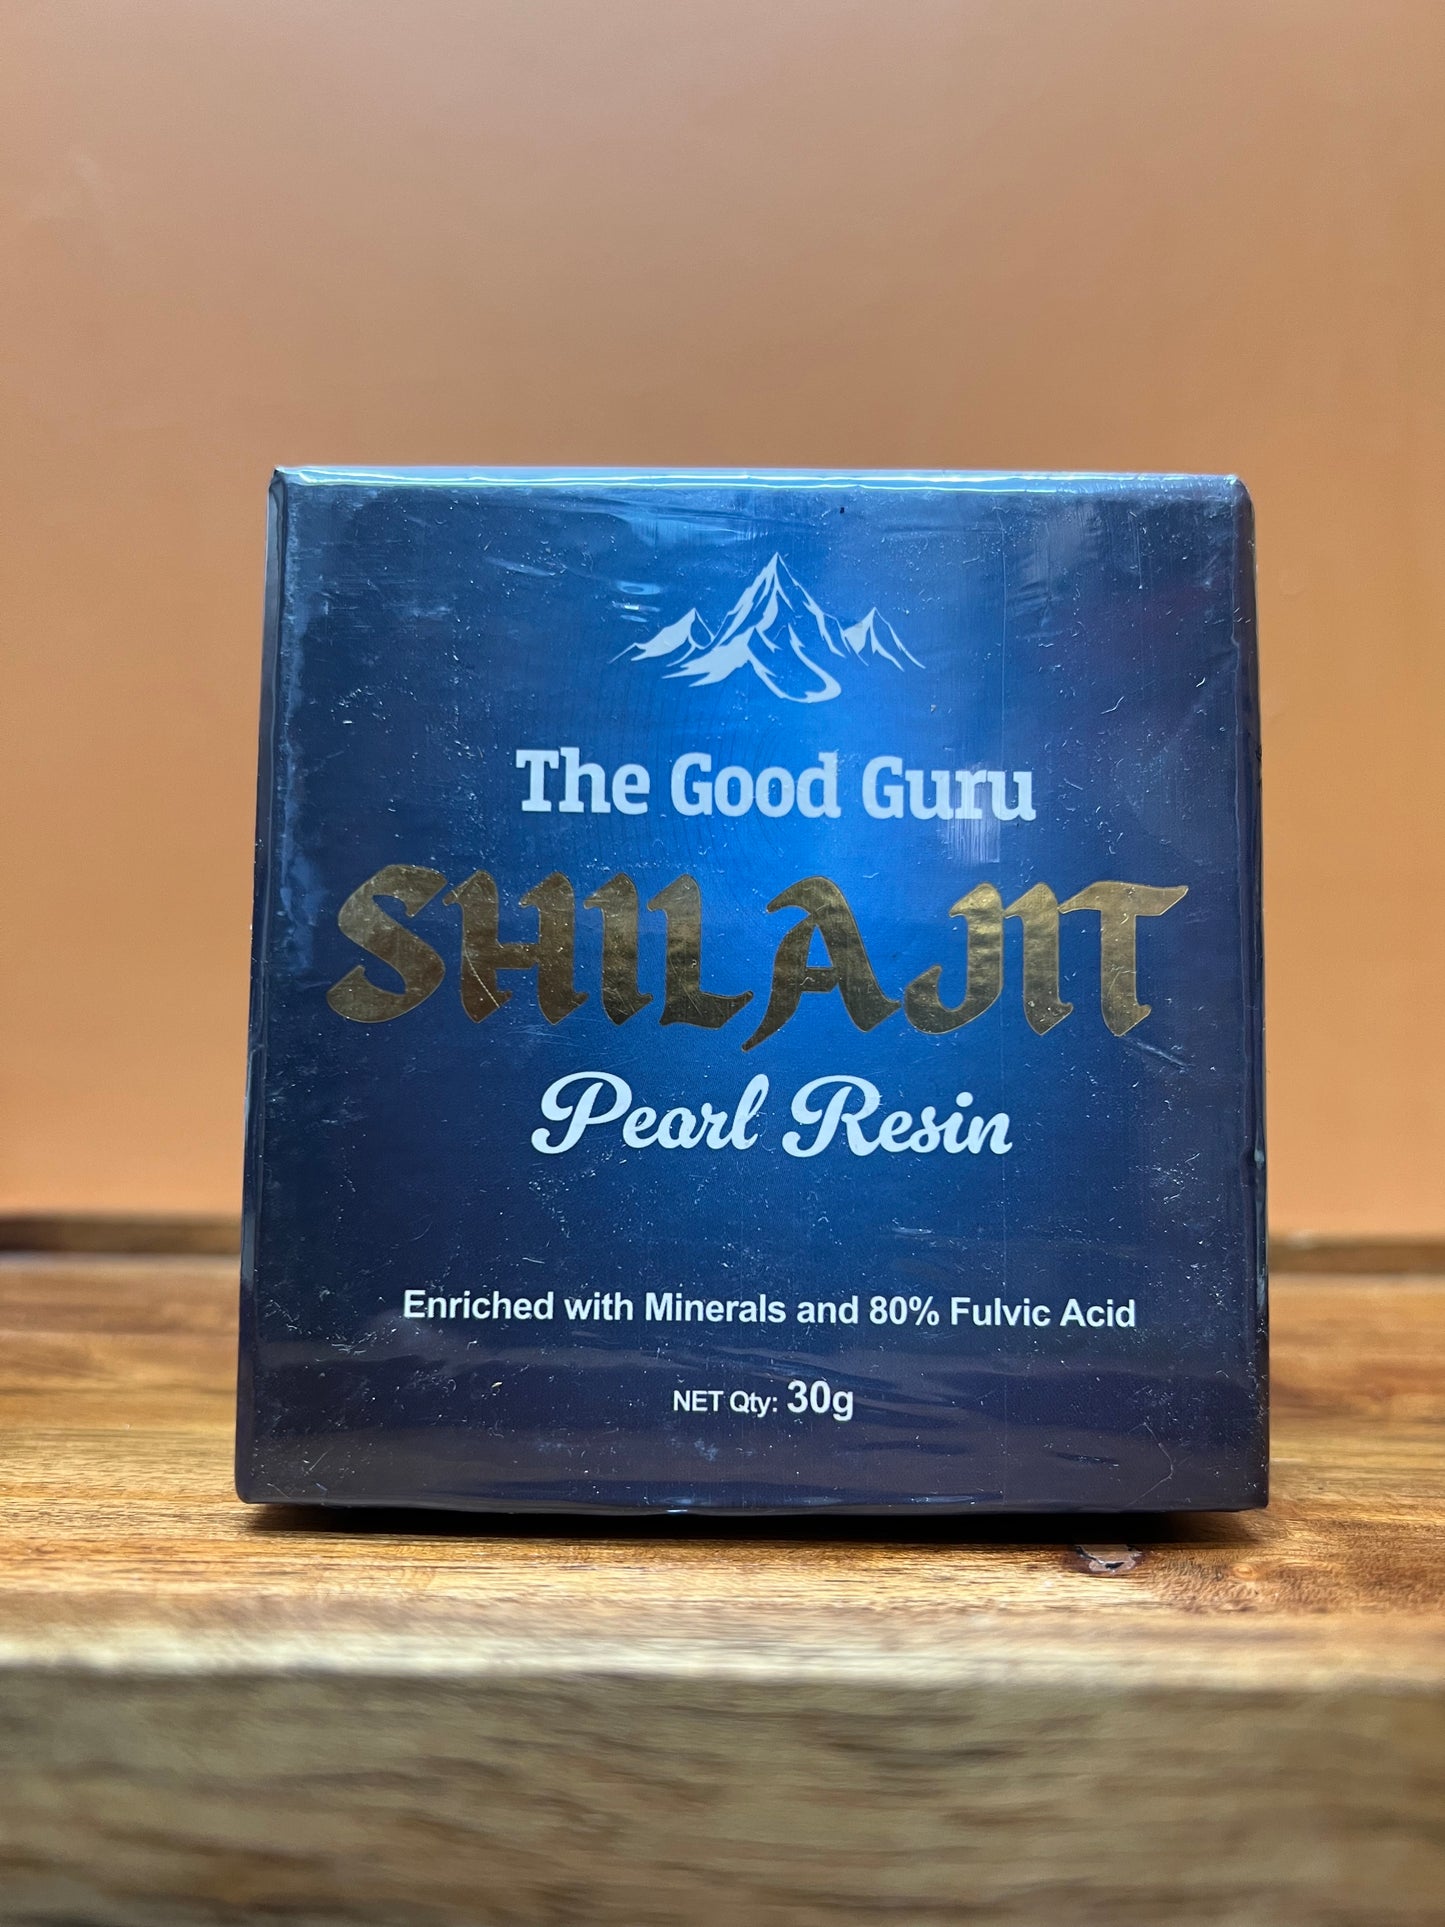 The Good Guru
SHILAJIT
Pearl Resin
Enriched with Minerals and 80% Fulvic Acid
NET Qty: 30g